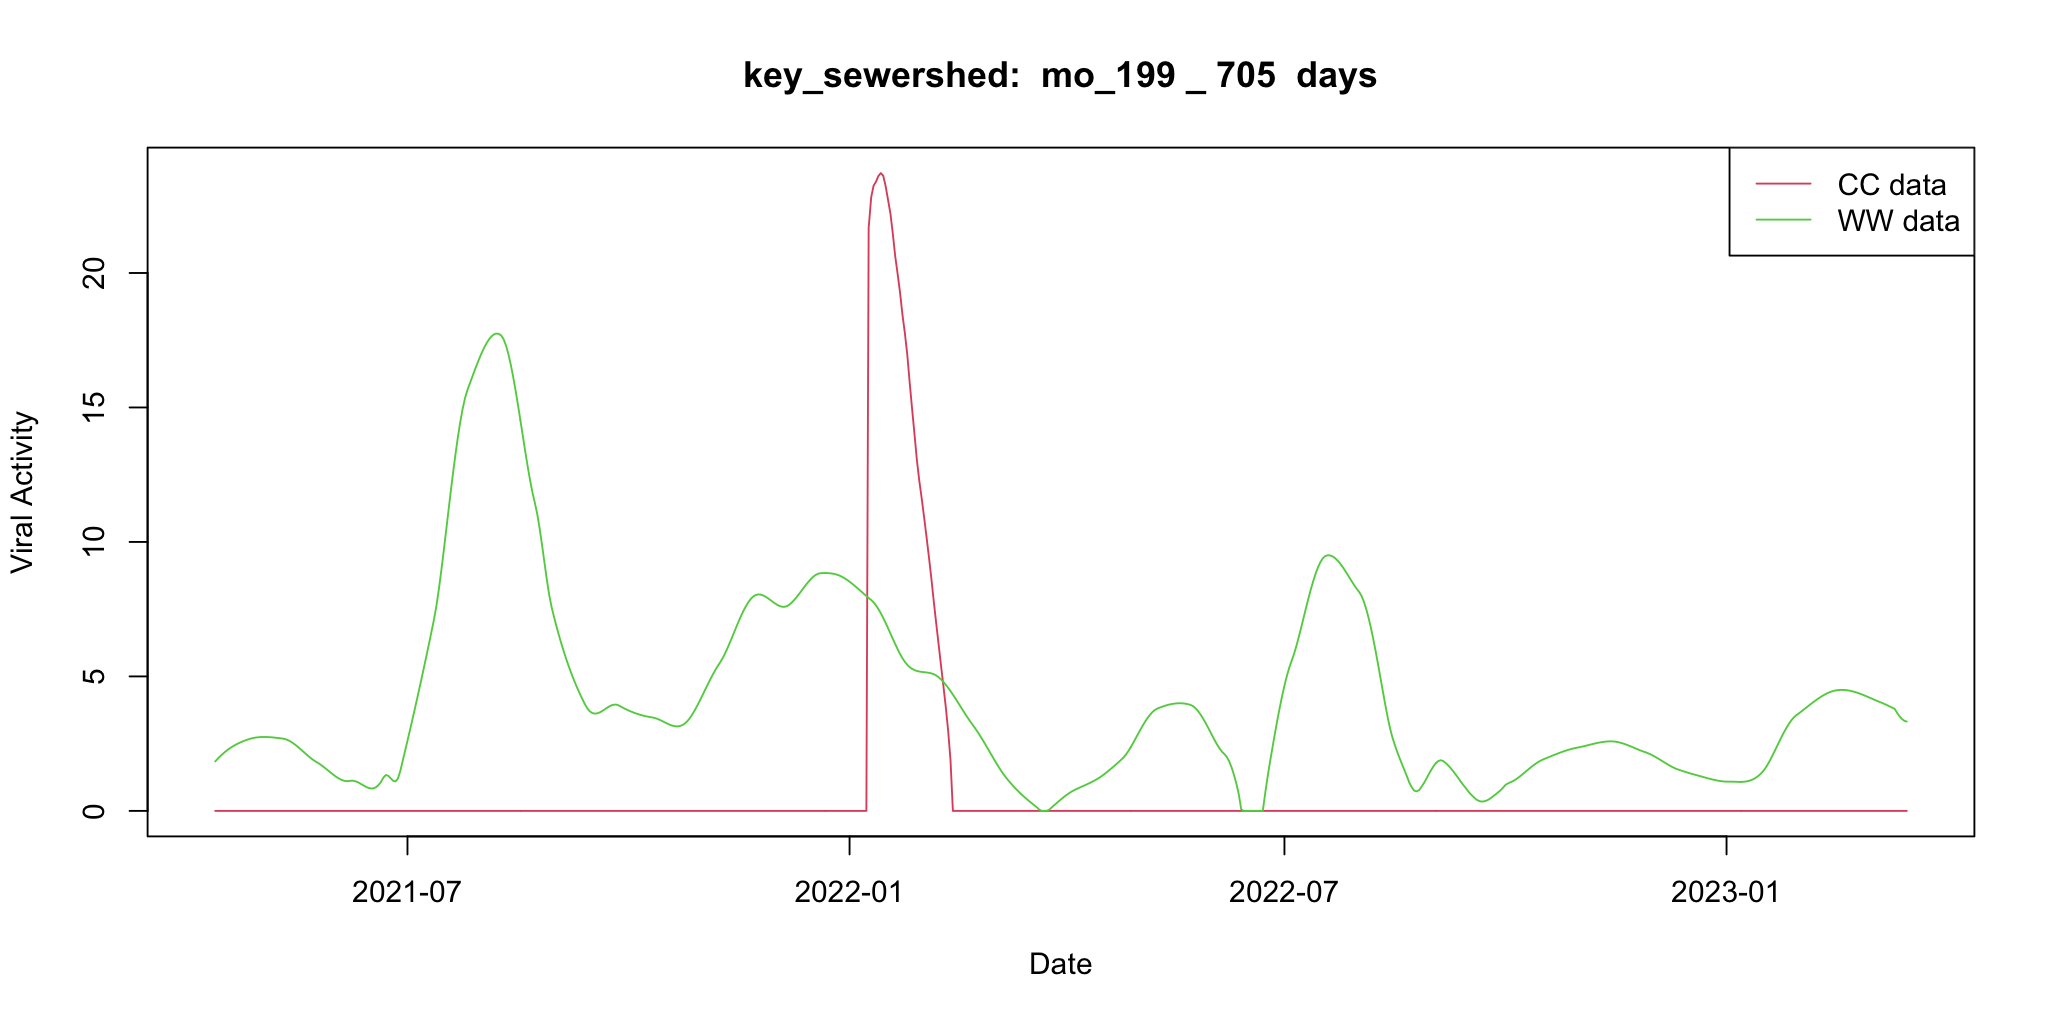 key_sewershed:  mo_199 _ 705  days
CC data
WW data
Viral Activity
20
15
10
5
0
2021-07
2022-01
2022-07
2023-01
Date